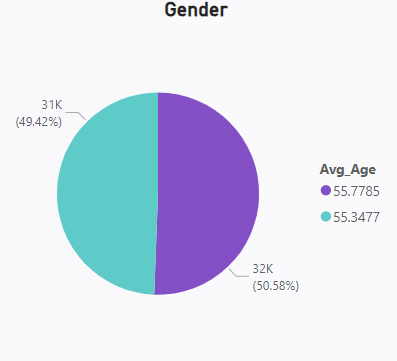 Gender
31K
(49.42%)
Avg_Age
55.7785
55.3477
32K
(50.58%)